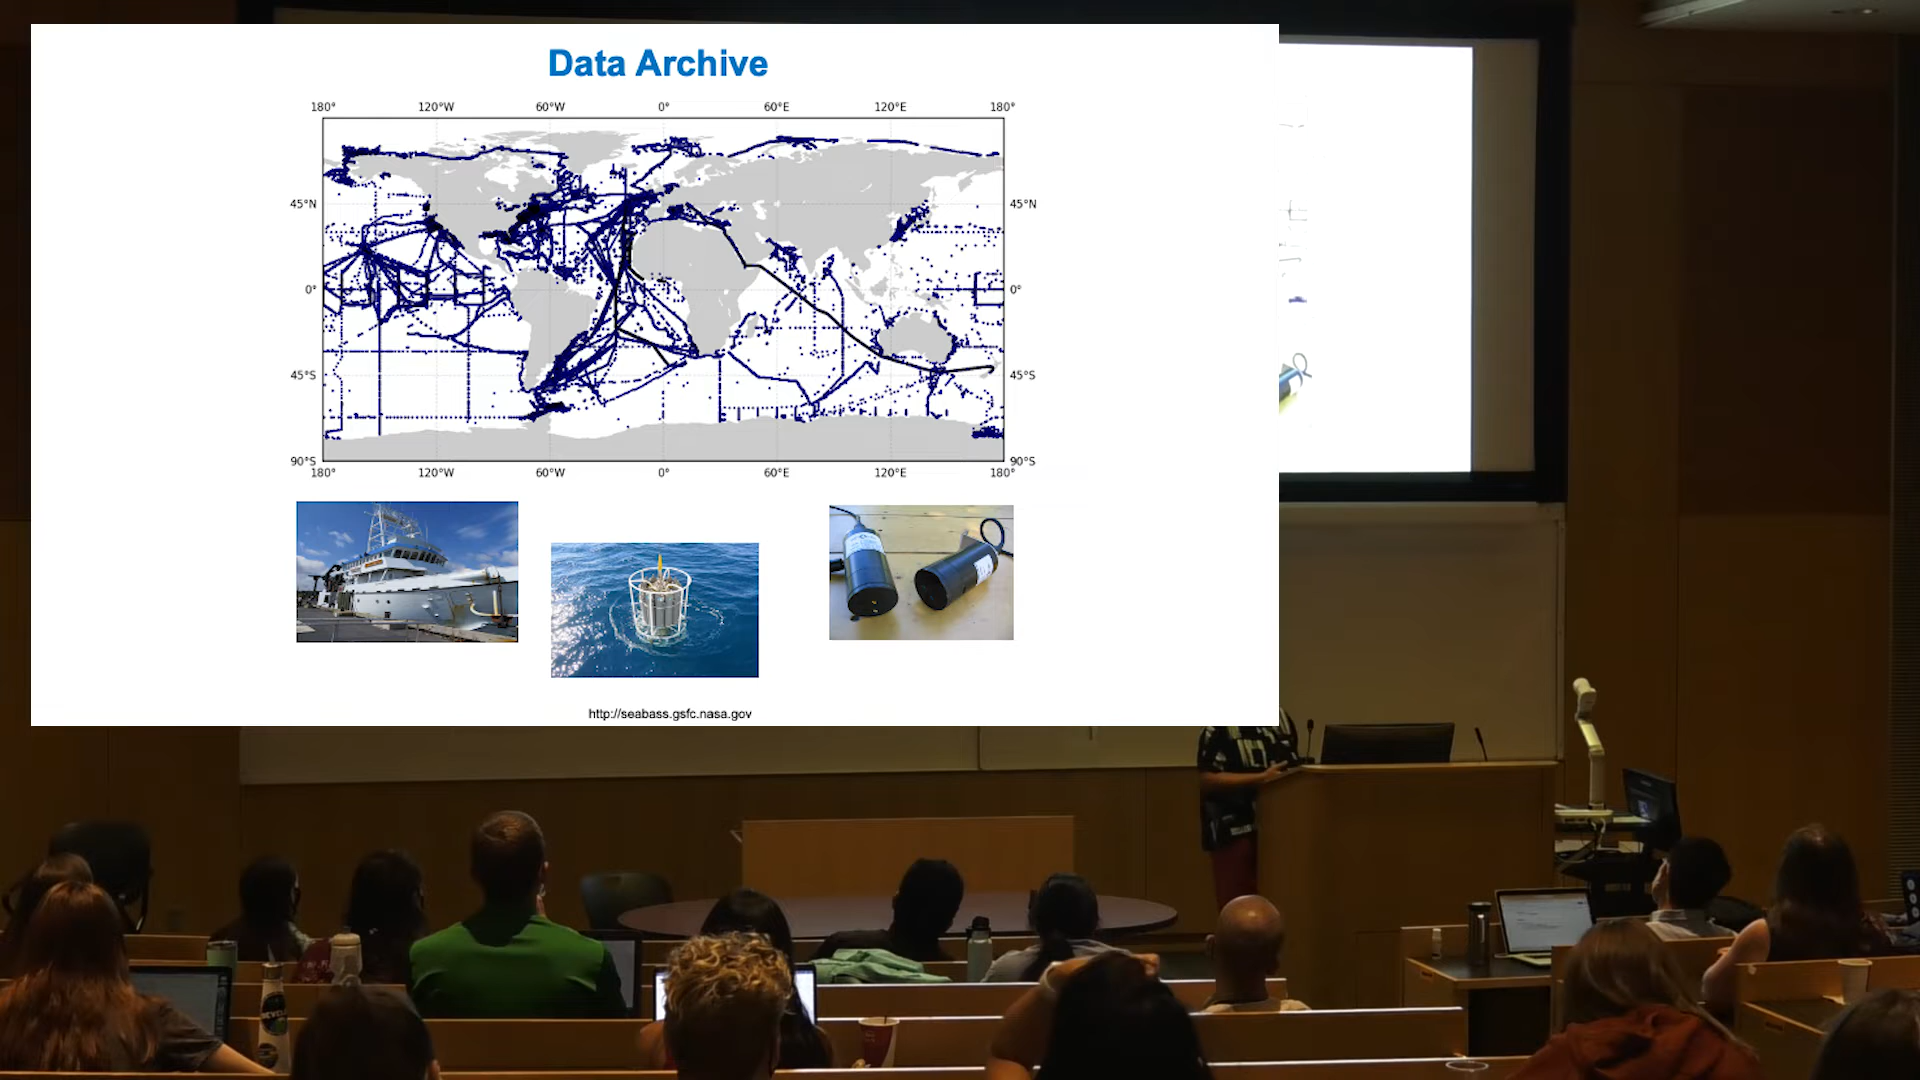 Data Archive
180° 120°W 60°W 0° 60°E 120°E 180°
45°N 45°N
0° 0°
45°S 45°S
90°S 90°S
180° 120°W 60°W 0° 60°E 120°E 180°
http://seabass.gsfc.nasa.gov